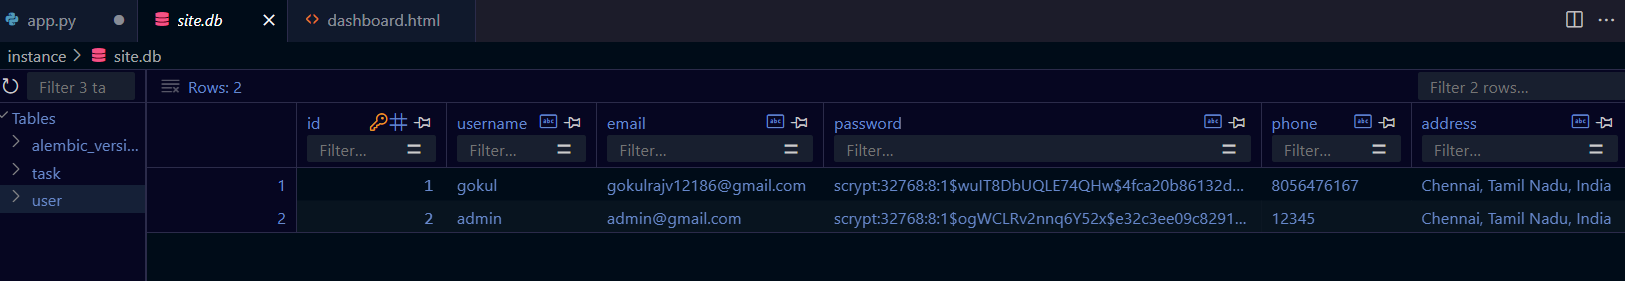 app.py
site.db
dashboard.html
instance > site.db
Filter 3 ta
Rows: 2
Filter 2 rows...
Tables
alembic_versi...
task
user
id username email password phone address
Filter... Filter... Filter... Filter... Filter... Filter...
1 1 gokul gokulrajv12186@gmail.com scrypt:32768:8:1$wuIT8DbUQLE74QHw$4fca20b86132d... 8056476167 Chennai, Tamil Nadu, India
2 2 admin admin@gmail.com scrypt:32768:8:1$ogWCLRv2nnq6Y52x$e32c3ee09c8291... 12345 Chennai, Tamil Nadu, India